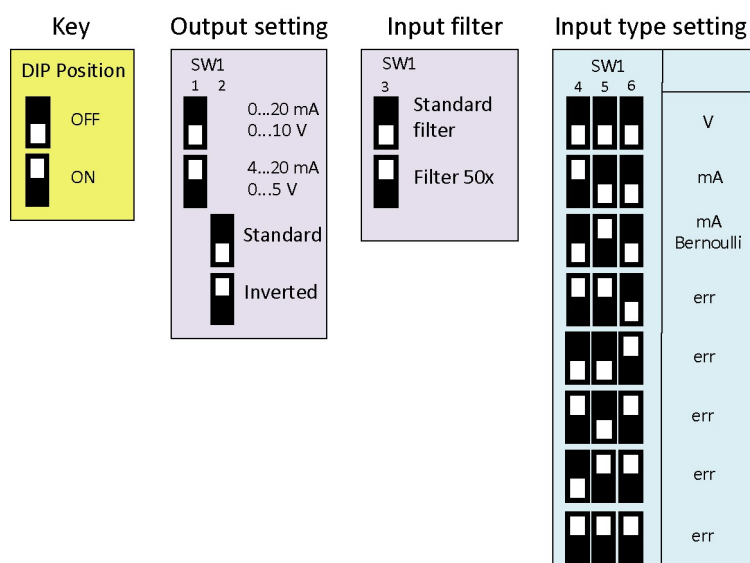 Key
DIP Position
OFF
ON
Output setting
SW1
1 2
0...20 mA
0...10 V
4...20 mA
0...5 V
Standard
Inverted
Input filter
SW1
3
Standard
filter
Filter 50x
Input type setting
SW1
4 5 6
V
mA
mA
Bernoulli
err
err
err
err
err